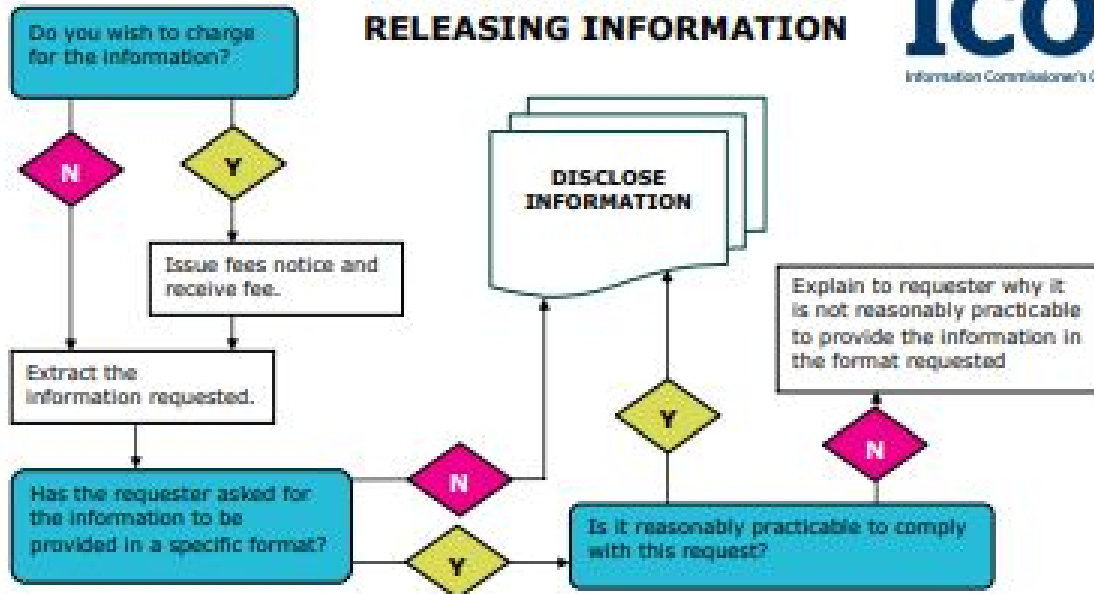 RELEASING INFORMATION
ico
Information Commissioner's
Do you wish to charge
for the information?
N
Y
Issue fees notice and
receive fee.
Extract the
information requested.
Has the requester asked for
the information to be
provided in a specific format?
N
Y
DISCLOSE
INFORMATION
Is it reasonably practicable to comply
with this request?
Y
N
Explain to requester why it
is not reasonably practicable
to provide the information in
the format requested